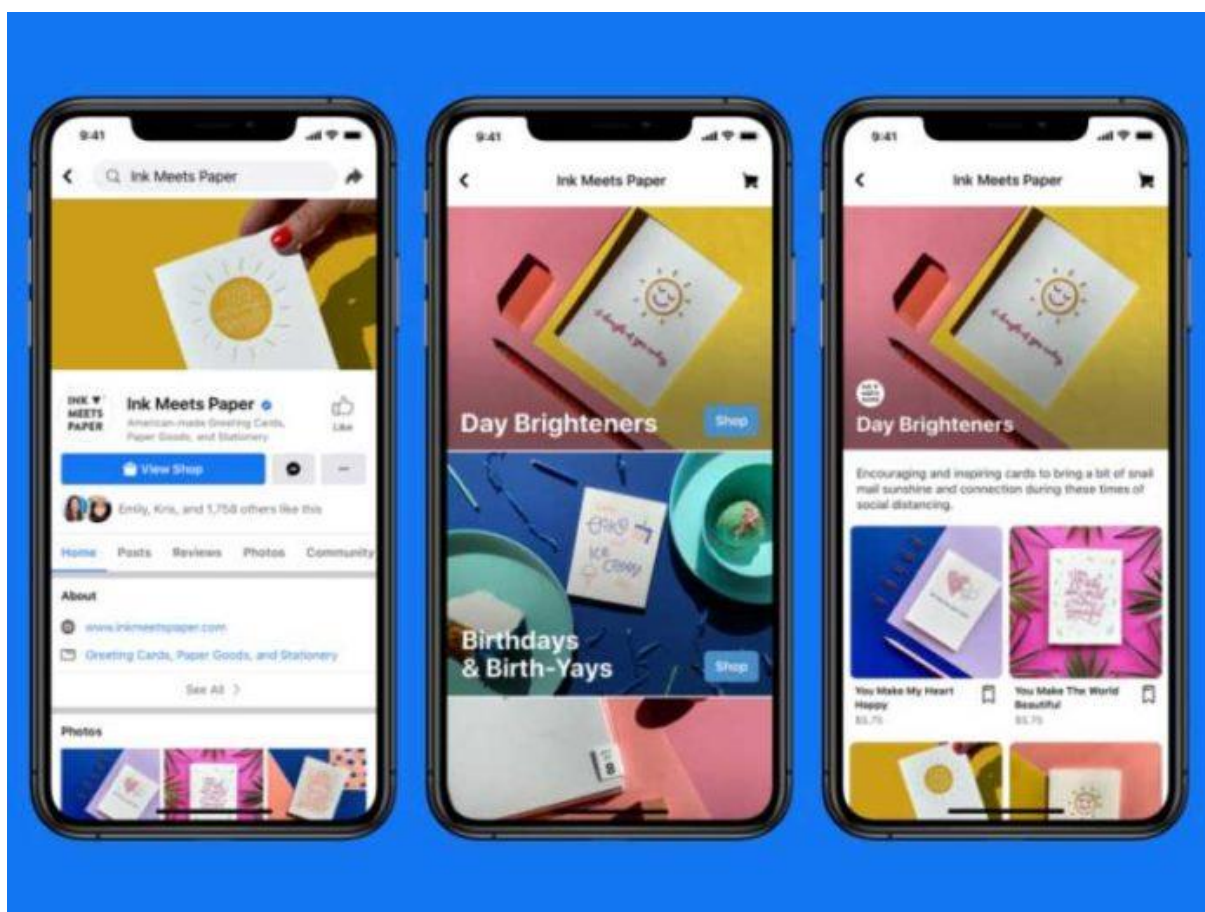 9:41
Ink Meets Paper
INK
MEETS
PAPER
Ink Meets Paper
American-made Greeting Cards,
Paper Goods, and Stationery
Like
View Shop
Emily, Kris, and 1,758 others like this
Home Posts Reviews Photos Community
About
www.inkmeetspaper.com
Greeting Cards, Paper Goods, and Stationery
See All
Photos
9:41
Ink Meets Paper
Day Brighteners
Shop
ICE
Birthdays
& Birth-Yays
Shop
9:41
Ink Meets Paper
Day Brighteners
Encouraging and inspiring cards to bring a bit of snail
mail sunshine and connection during these times of
social distancing.
You Make My Heart
Happy
$5.75
You Make The World
Beautiful
$5.75